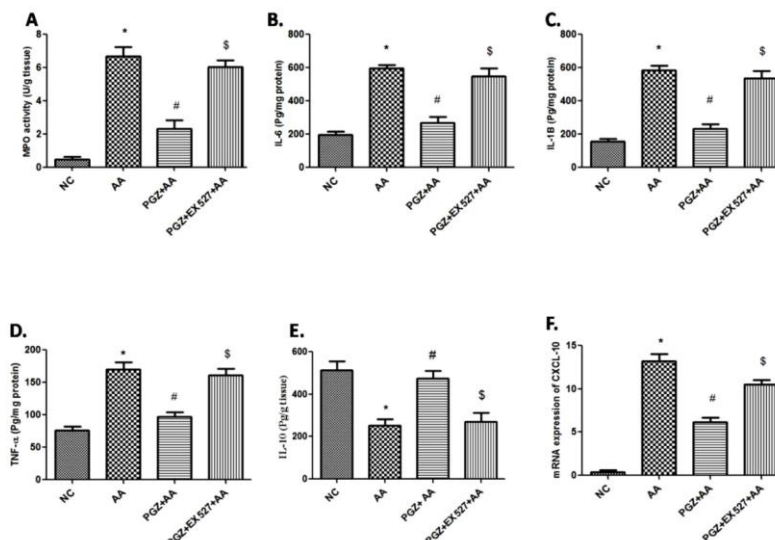 A
MPO activity (U/g tissue)
8
6
4
2
0
*
#
$
NC
AA
PGZ+AA
PGZ+EX527+AA
B.
IL-6 (Pg/mg protein)
800
600
400
200
0
*
#
$
NC
AA
PGZ+AA
PGZ+EX527+AA
C.
IL-1B (Pg/mg protein)
800
600
400
200
0
*
#
$
NC
AA
PGZ+AA
PGZ+EX527+AA
D.
TNF-α (Pg/mg protein)
200
150
100
50
0
*
#
$
NC
AA
PGZ+AA
PGZ+EX527+AA
E.
IL-10 (Pg/g tissue)
600
400
200
0
*
#
$
NC
AA
PGZ+ AA
PGZ+EX527+AA
F.
mRNA expression of CXCL-10
15
10
5
0
*
#
$
NC
AA
PGZ+AA
PGZ+EX527+AA